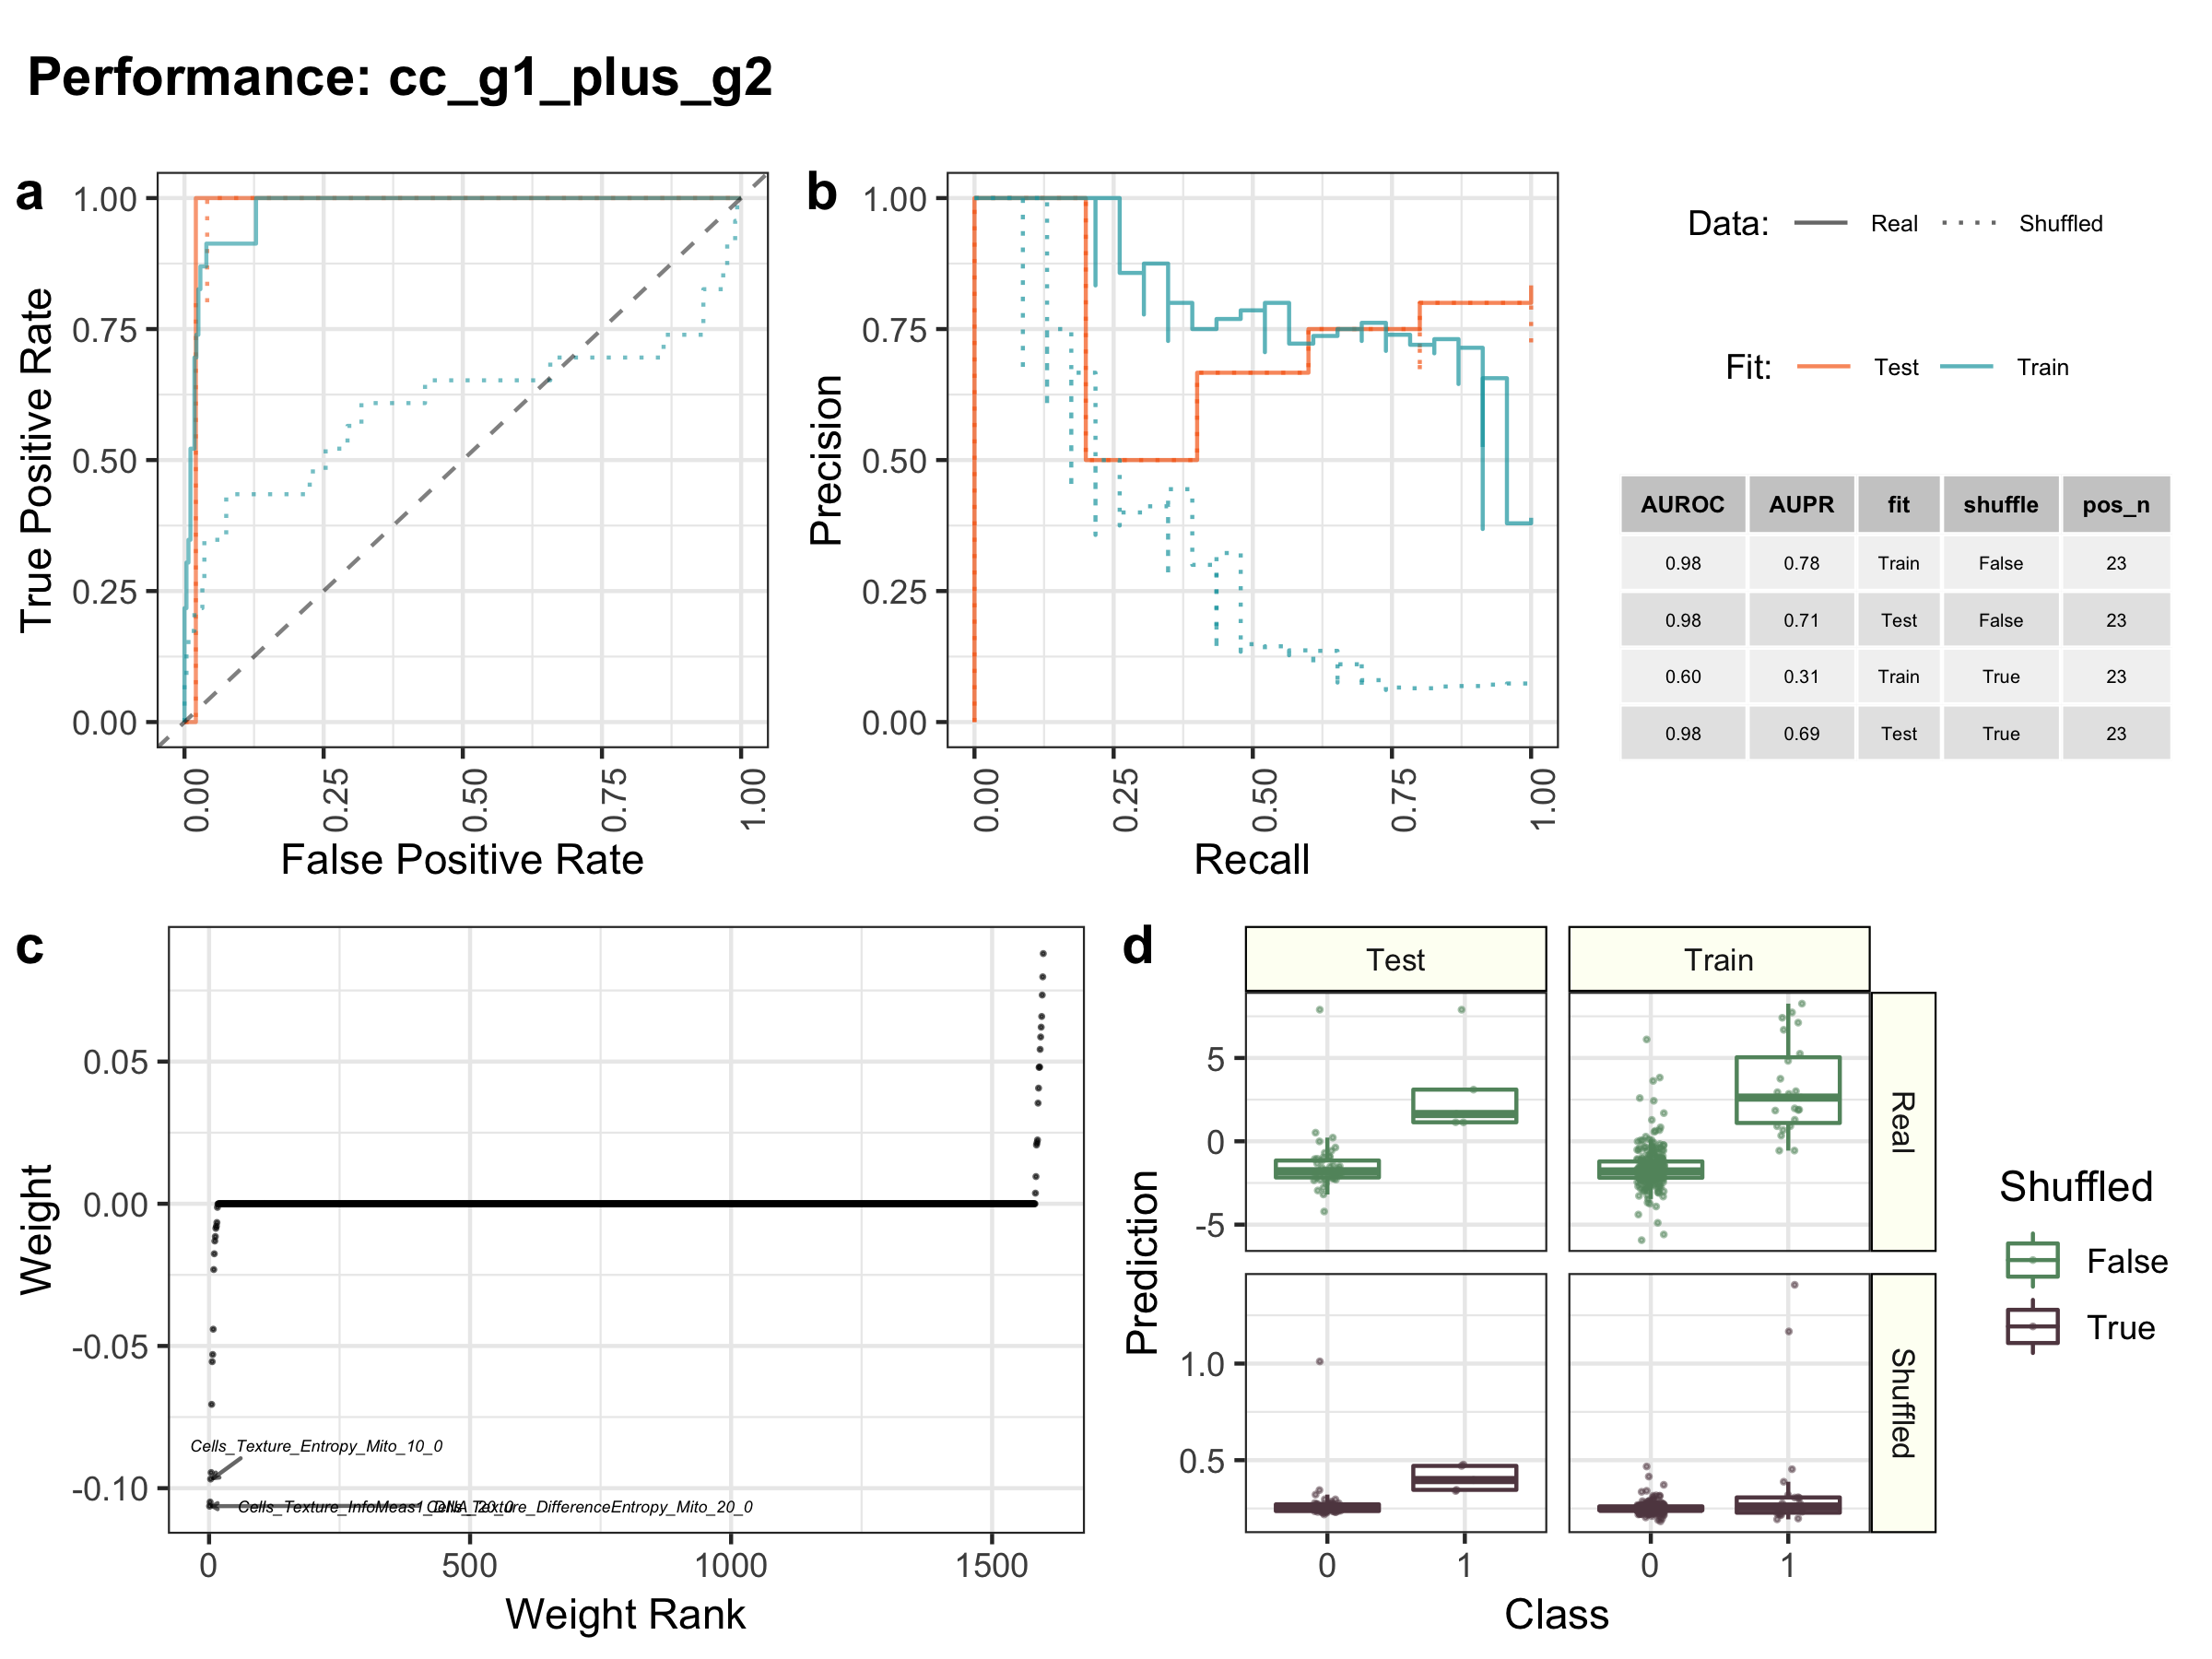 Performance: cc_g1_plus_g2
a
True Positive Rate
1.00
0.75
0.50
0.25
0.00
0.00
0.25
0.50
0.75
1.00
False Positive Rate
b
Precision
1.00
0.75
0.50
0.25
0.00
0.00
0.25
0.50
0.75
1.00
Recall
Data: Real Shuffled
Fit: Test Train
AUROC AUPR fit shuffle pos_n
0.98 0.78 Train False 23
0.98 0.71 Test False 23
0.60 0.31 Train True 23
0.98 0.69 Test True 23
c
Weight
0.05
0.00
-0.05
-0.10
Cells_Texture_Entropy_Mito_10_0
Cells_Texture_InfoMeas1_DNA_20_0
Cells_Texture_DifferenceEntropy_Mito_20_0
0
500
1000
1500
Weight Rank
d
Test
Train
Prediction
5
0
-5
Real
1.0
0.5
Shuffled
0
1
0
1
Class
Shuffled
False
True